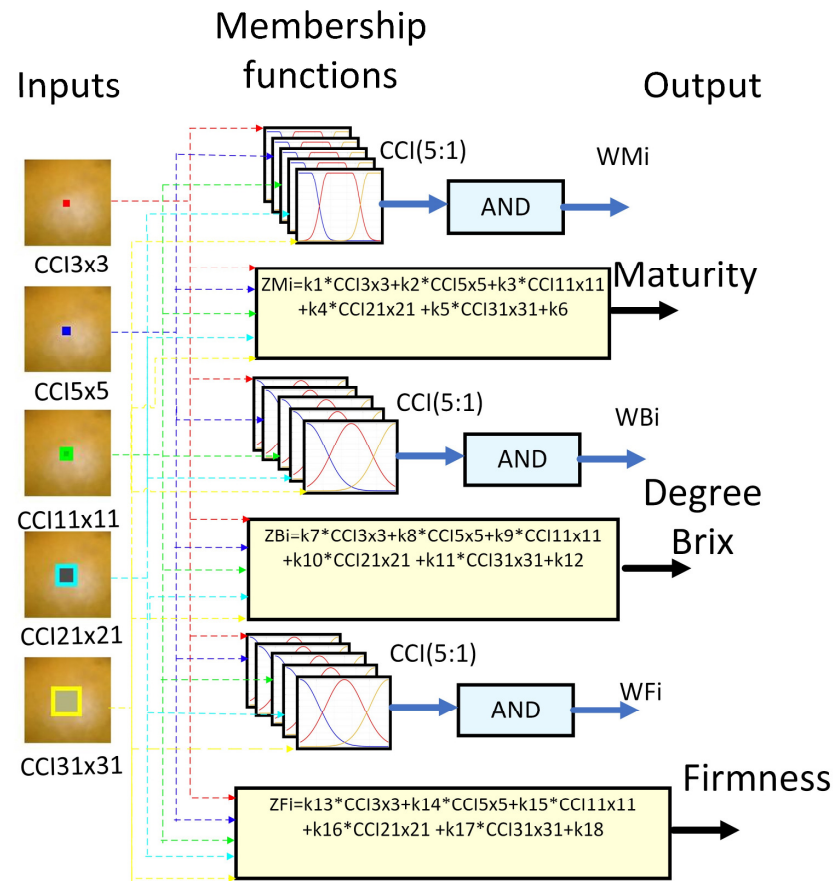 Membership
functions
Inputs
Output
CCI(5:1)
WMi
AND
CCI3x3
Maturity
ZMi=k1*CCI3x3+k2*CCI5x5+k3*CCI11x11
+k4*CCI21x21 +k5*CCI31x31+k6
CCI5x5
CCI(5:1)
WBi
AND
CCI11x11
Degree
Brix
ZBi=k7*CCI3x3+k8*CCI5x5+k9*CCI11x11
+k10*CCI21x21 +k11*CCI31x31+k12
CCI21x21
CCI(5:1)
WFi
AND
CCI31x31
Firmness
ZFi=k13*CCI3x3+k14*CCI5x5+k15*CCI11x11
+k16*CCI21x21 +k17*CCI31x31+k18